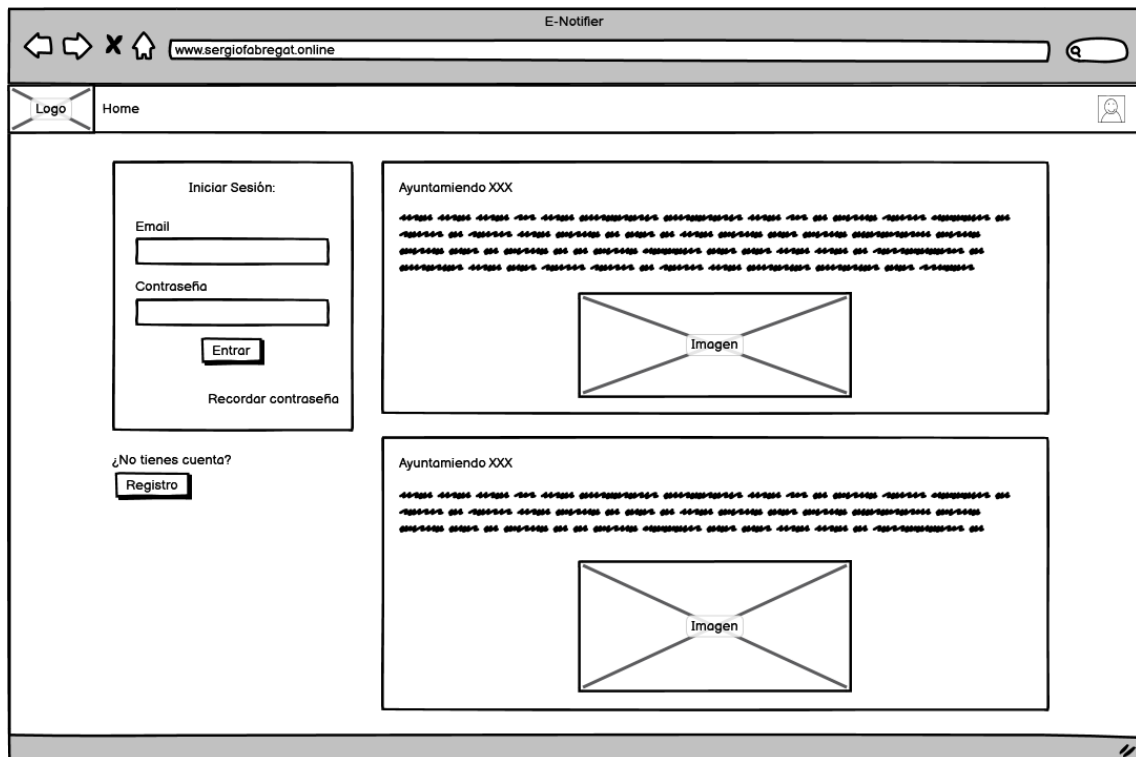 E-Notifier
www.sergiofabregat.online
Logo
Home
Iniciar Sesión:
Email
Contraseña
Entrar
Recordar contraseña
¿No tienes cuenta?
Registro
Ayuntamiendo XXX
Imagen
Ayuntamiendo XXX
Imagen